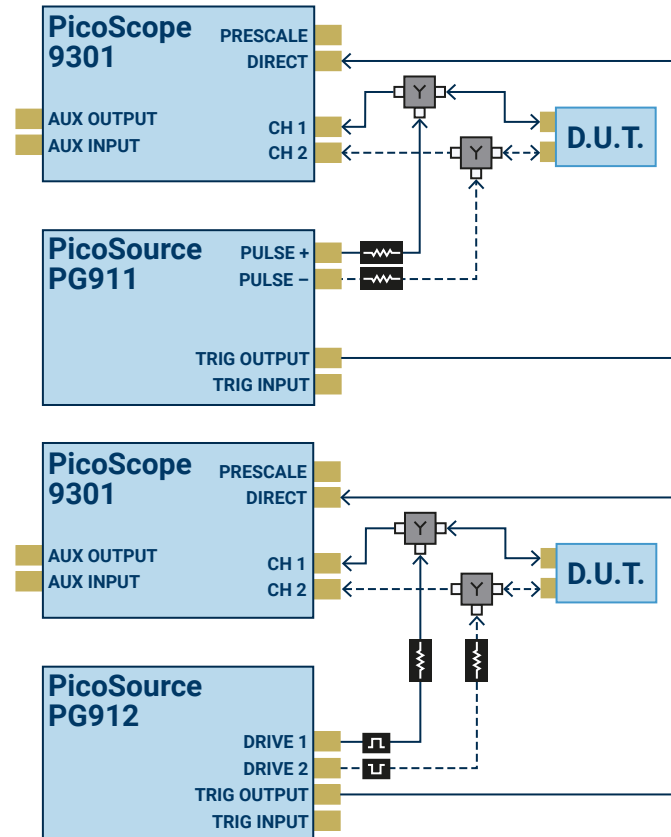 PicoScope
9301
PRESCALE
DIRECT
AUX OUTPUT
AUX INPUT
CH 1
CH 2
Y
Y
D.U.T.
PicoSource
PG911
PULSE +
PULSE –
TRIG OUTPUT
TRIG INPUT
PicoScope
9301
PRESCALE
DIRECT
AUX OUTPUT
AUX INPUT
CH 1
CH 2
Y
Y
D.U.T.
PicoSource
PG912
DRIVE 1
DRIVE 2
TRIG OUTPUT
TRIG INPUT